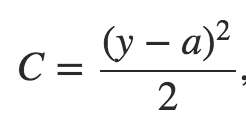 C = (y − a)² / 2,